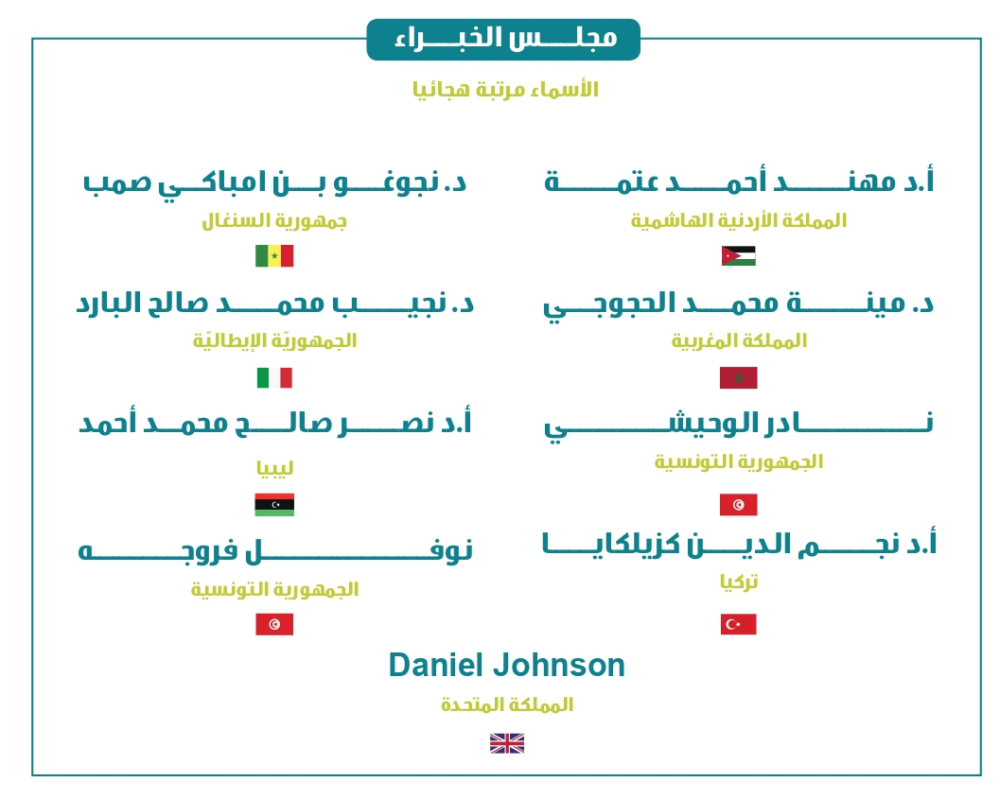 مجلس الخبراء
الأسماء مرتبة هجائيا
أ.د مهند أحمد عتمة
المملكة الأردنية الهاشمية
د. نجوغو بن امباكي صمب
جمهورية السنغال
د. مينة محمد الحجوجي
المملكة المغربية
د. نجيب محمد صالح البارد
الجمهوريّة الإيطاليّة
نادر الوحيشي
الجمهورية التونسية
أ.د نصر صالح محمد أحمد
ليبيا
أ.د نجم الدين كزيلكايا
تركيا
نوفل فروجه
الجمهورية التونسية
Daniel Johnson
المملكة المتحدة